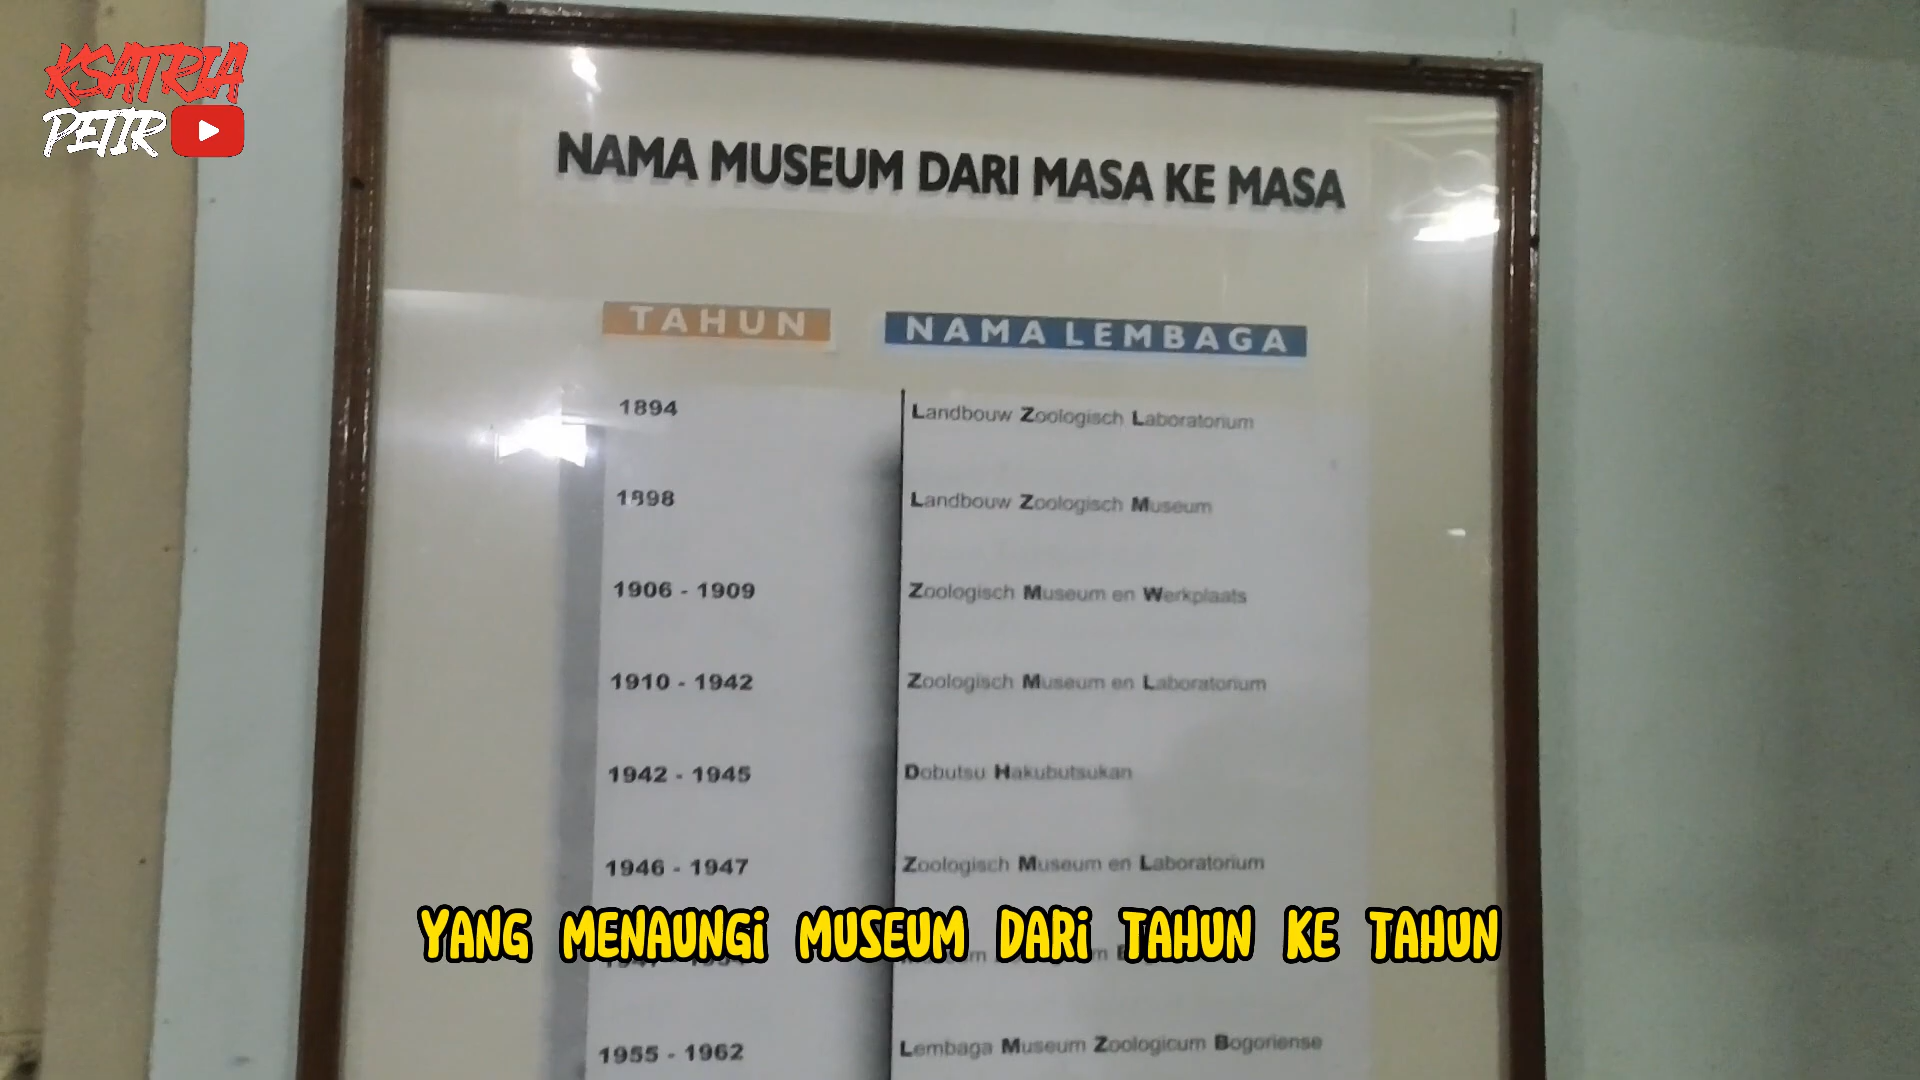 KSATRIA
PETIR
NAMA MUSEUM DARI MASA KE MASA
TAHUN NAMA LEMBAGA
1894 Landbouw Zoologisch Laboratorium
1898 Landbouw Zoologisch Museum
1906 - 1909 Zoologisch Museum en Werkplaats
1910 - 1942 Zoologisch Museum en Laboratorium
1942 - 1945 Dobutsu Hakubutsukan
1946 - 1947 Zoologisch Museum en Laboratorium
YANG MENAUNGI MUSEUM DARI TAHUN KE TAHUN
1955 - 1962 Lembaga Museum Zoologicum Bogoriense